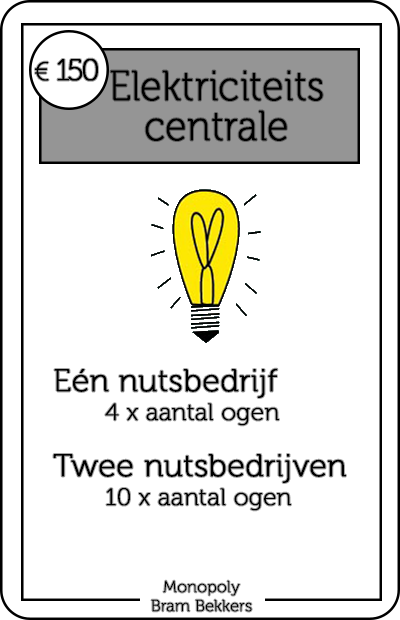 € 150
Elektriciteits
centrale
Eén nutsbedrijf
4 x aantal ogen
Twee nutsbedrijven
10 x aantal ogen
Monopoly
Bram Bekkers